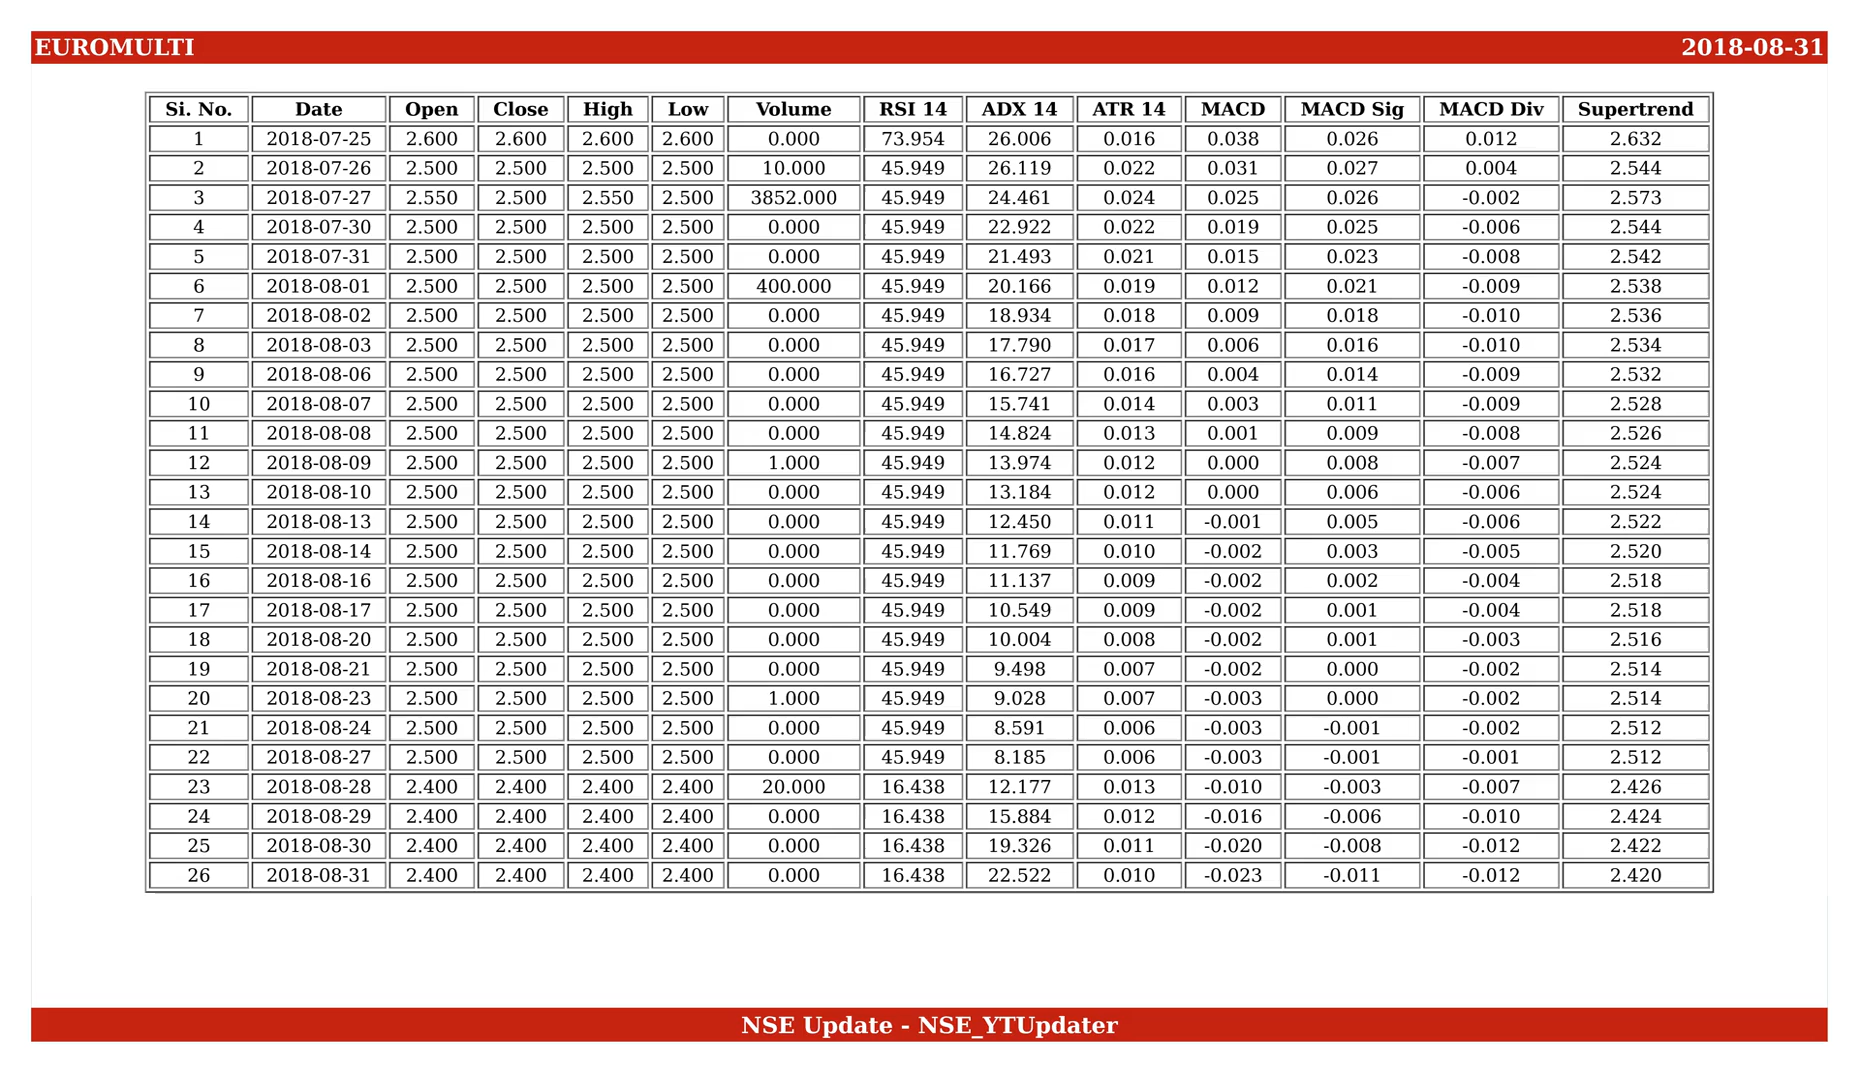 EUROMULTI 2018-08-31
Si. No. Date Open Close High Low Volume RSI 14 ADX 14 ATR 14 MACD MACD Sig MACD Div Supertrend
1 2018-07-25 2.600 2.600 2.600 2.600 0.000 73.954 26.006 0.016 0.038 0.026 0.012 2.632
2 2018-07-26 2.500 2.500 2.500 2.500 10.000 45.949 26.119 0.022 0.031 0.027 0.004 2.544
3 2018-07-27 2.550 2.500 2.550 2.500 3852.000 45.949 24.461 0.024 0.025 0.026 -0.002 2.573
4 2018-07-30 2.500 2.500 2.500 2.500 0.000 45.949 22.922 0.022 0.019 0.025 -0.006 2.544
5 2018-07-31 2.500 2.500 2.500 2.500 0.000 45.949 21.493 0.021 0.015 0.023 -0.008 2.542
6 2018-08-01 2.500 2.500 2.500 2.500 400.000 45.949 20.166 0.019 0.012 0.021 -0.009 2.538
7 2018-08-02 2.500 2.500 2.500 2.500 0.000 45.949 18.934 0.018 0.009 0.018 -0.010 2.536
8 2018-08-03 2.500 2.500 2.500 2.500 0.000 45.949 17.790 0.017 0.006 0.016 -0.010 2.534
9 2018-08-06 2.500 2.500 2.500 2.500 0.000 45.949 16.727 0.016 0.004 0.014 -0.009 2.532
10 2018-08-07 2.500 2.500 2.500 2.500 0.000 45.949 15.741 0.014 0.003 0.011 -0.009 2.528
11 2018-08-08 2.500 2.500 2.500 2.500 0.000 45.949 14.824 0.013 0.001 0.009 -0.008 2.526
12 2018-08-09 2.500 2.500 2.500 2.500 1.000 45.949 13.974 0.012 0.000 0.008 -0.007 2.524
13 2018-08-10 2.500 2.500 2.500 2.500 0.000 45.949 13.184 0.012 0.000 0.006 -0.006 2.524
14 2018-08-13 2.500 2.500 2.500 2.500 0.000 45.949 12.450 0.011 -0.001 0.005 -0.006 2.522
15 2018-08-14 2.500 2.500 2.500 2.500 0.000 45.949 11.769 0.010 -0.002 0.003 -0.005 2.520
16 2018-08-16 2.500 2.500 2.500 2.500 0.000 45.949 11.137 0.009 -0.002 0.002 -0.004 2.518
17 2018-08-17 2.500 2.500 2.500 2.500 0.000 45.949 10.549 0.009 -0.002 0.001 -0.004 2.518
18 2018-08-20 2.500 2.500 2.500 2.500 0.000 45.949 10.004 0.008 -0.002 0.001 -0.003 2.516
19 2018-08-21 2.500 2.500 2.500 2.500 0.000 45.949 9.498 0.007 -0.002 0.000 -0.002 2.514
20 2018-08-23 2.500 2.500 2.500 2.500 1.000 45.949 9.028 0.007 -0.003 0.000 -0.002 2.514
21 2018-08-24 2.500 2.500 2.500 2.500 0.000 45.949 8.591 0.006 -0.003 -0.001 -0.002 2.512
22 2018-08-27 2.500 2.500 2.500 2.500 0.000 45.949 8.185 0.006 -0.003 -0.001 -0.001 2.512
23 2018-08-28 2.400 2.400 2.400 2.400 20.000 16.438 12.177 0.013 -0.010 -0.003 -0.007 2.426
24 2018-08-29 2.400 2.400 2.400 2.400 0.000 16.438 15.884 0.012 -0.016 -0.006 -0.010 2.424
25 2018-08-30 2.400 2.400 2.400 2.400 0.000 16.438 19.326 0.011 -0.020 -0.008 -0.012 2.422
26 2018-08-31 2.400 2.400 2.400 2.400 0.000 16.438 22.522 0.010 -0.023 -0.011 -0.012 2.420
NSE Update - NSE_YTUpdater